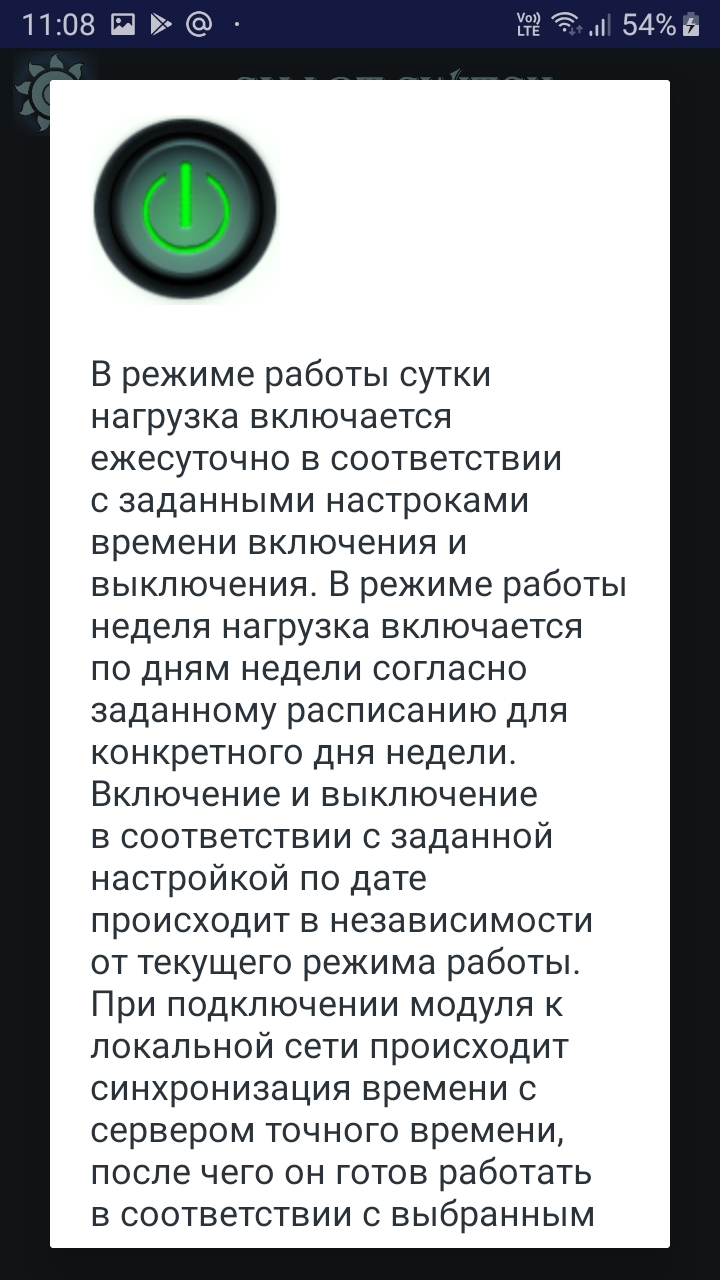 11:08
Vo)) LTE
54%
В режиме работы сутки
нагрузка включается
ежесуточно в соответствии
с заданными настроками
времени включения и
выключения. В режиме работы
неделя нагрузка включается
по дням недели согласно
заданному расписанию для
конкретного дня недели.
Включение и выключение
в соответствии с заданной
настройкой по дате
происходит в независимости
от текущего режима работы.
При подключении модуля к
локальной сети происходит
синхронизация времени с
сервером точного времени,
после чего он готов работать
в соответствии с выбранным